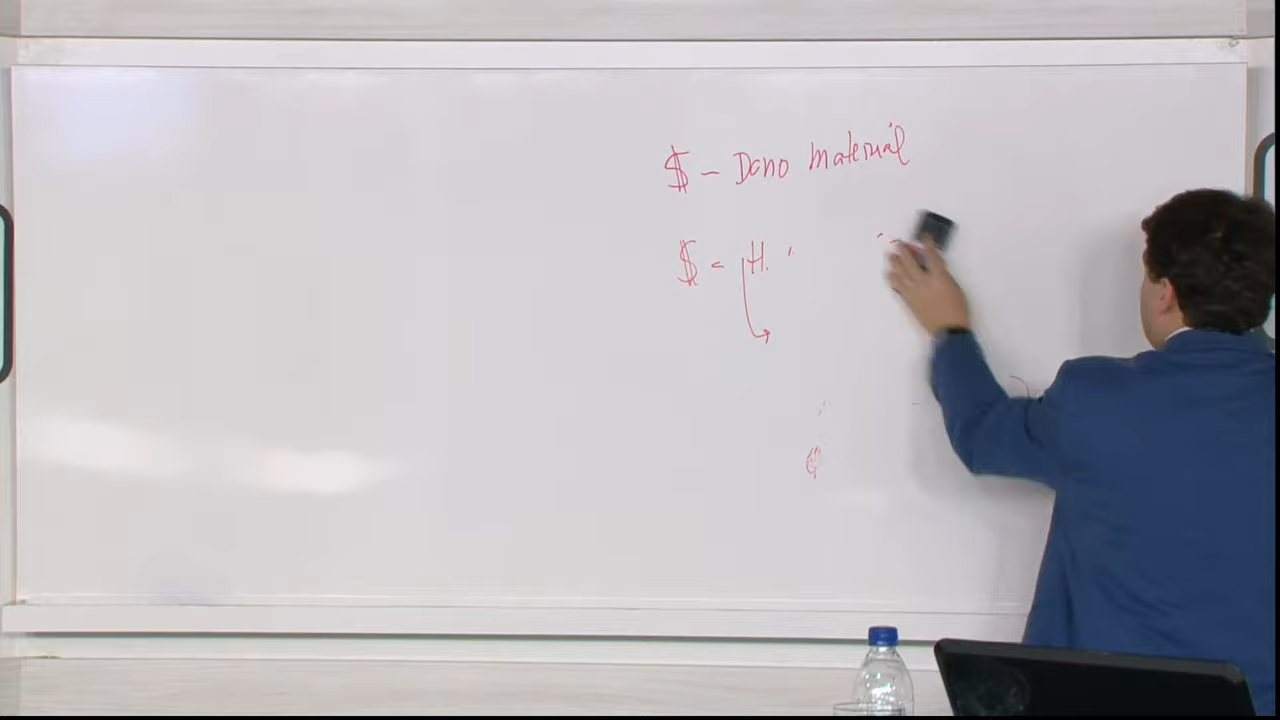 $ - Dano material
$ - H.